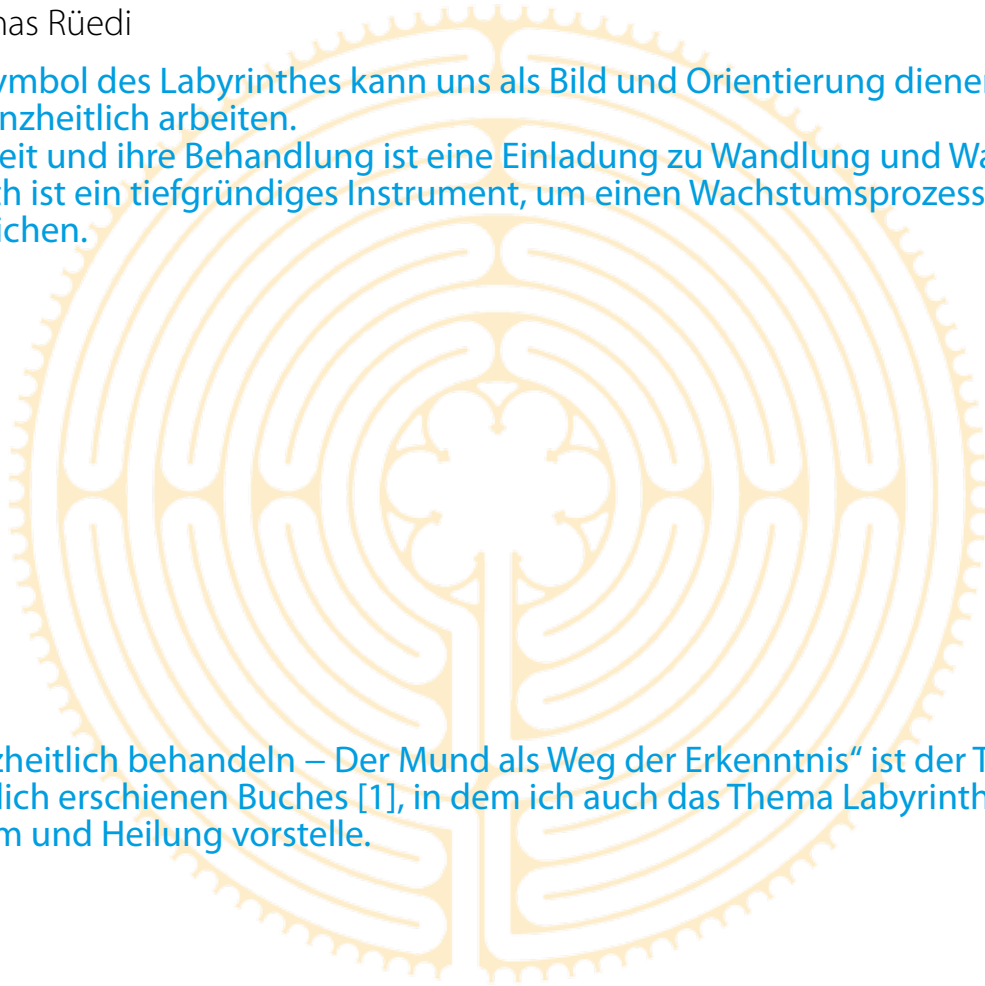 nas Rüedi
ymbol des Labyrinthes kann uns als Bild und Orientierung diener
nzheitlich arbeiten.
eit und ihre Behandlung ist eine Einladung zu Wandlung und Wa
ch ist ein tiefgründiges Instrument, um einen Wachstumsprozess
ichen.
zheitlich behandeln – Der Mund als Weg der Erkenntnis“ ist der T
lich erschienen Buches [1], in dem ich auch das Thema Labyrinth
m und Heilung vorstelle.